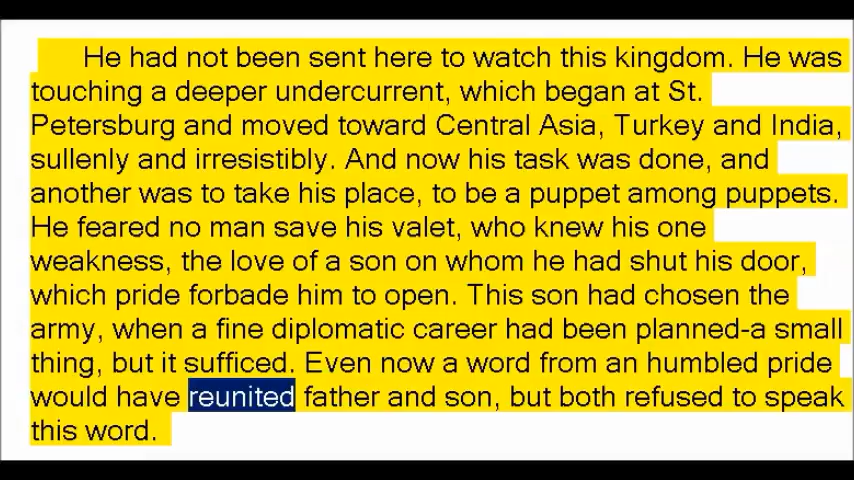 He had not been sent here to watch this kingdom. He was
touching a deeper undercurrent, which began at St.
Petersburg and moved toward Central Asia, Turkey and India,
sullenly and irresistibly. And now his task was done, and
another was to take his place, to be a puppet among puppets.
He feared no man save his valet, who knew his one
weakness, the love of a son on whom he had shut his door,
which pride forbade him to open. This son had chosen the
army, when a fine diplomatic career had been planned-a small
thing, but it sufficed. Even now a word from an humbled pride
would have reunited father and son, but both refused to speak
this word.